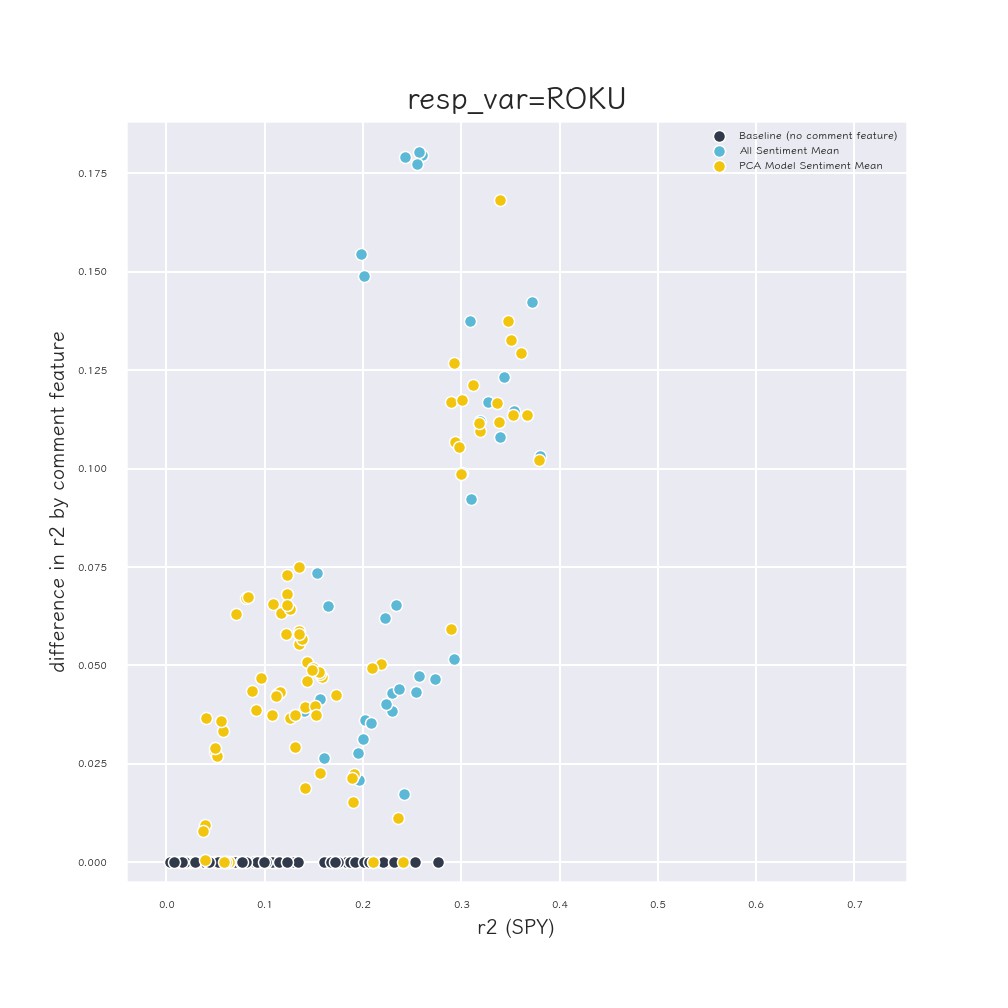 resp_var=ROKU
Baseline (no comment feature)
All Sentiment Mean
PCA Model Sentiment Mean
difference in r2 by comment feature
0.175
0.150
0.125
0.100
0.075
0.050
0.025
0.000
0.0 0.1 0.2 0.3 0.4 0.5 0.6 0.7
r2 (SPY)